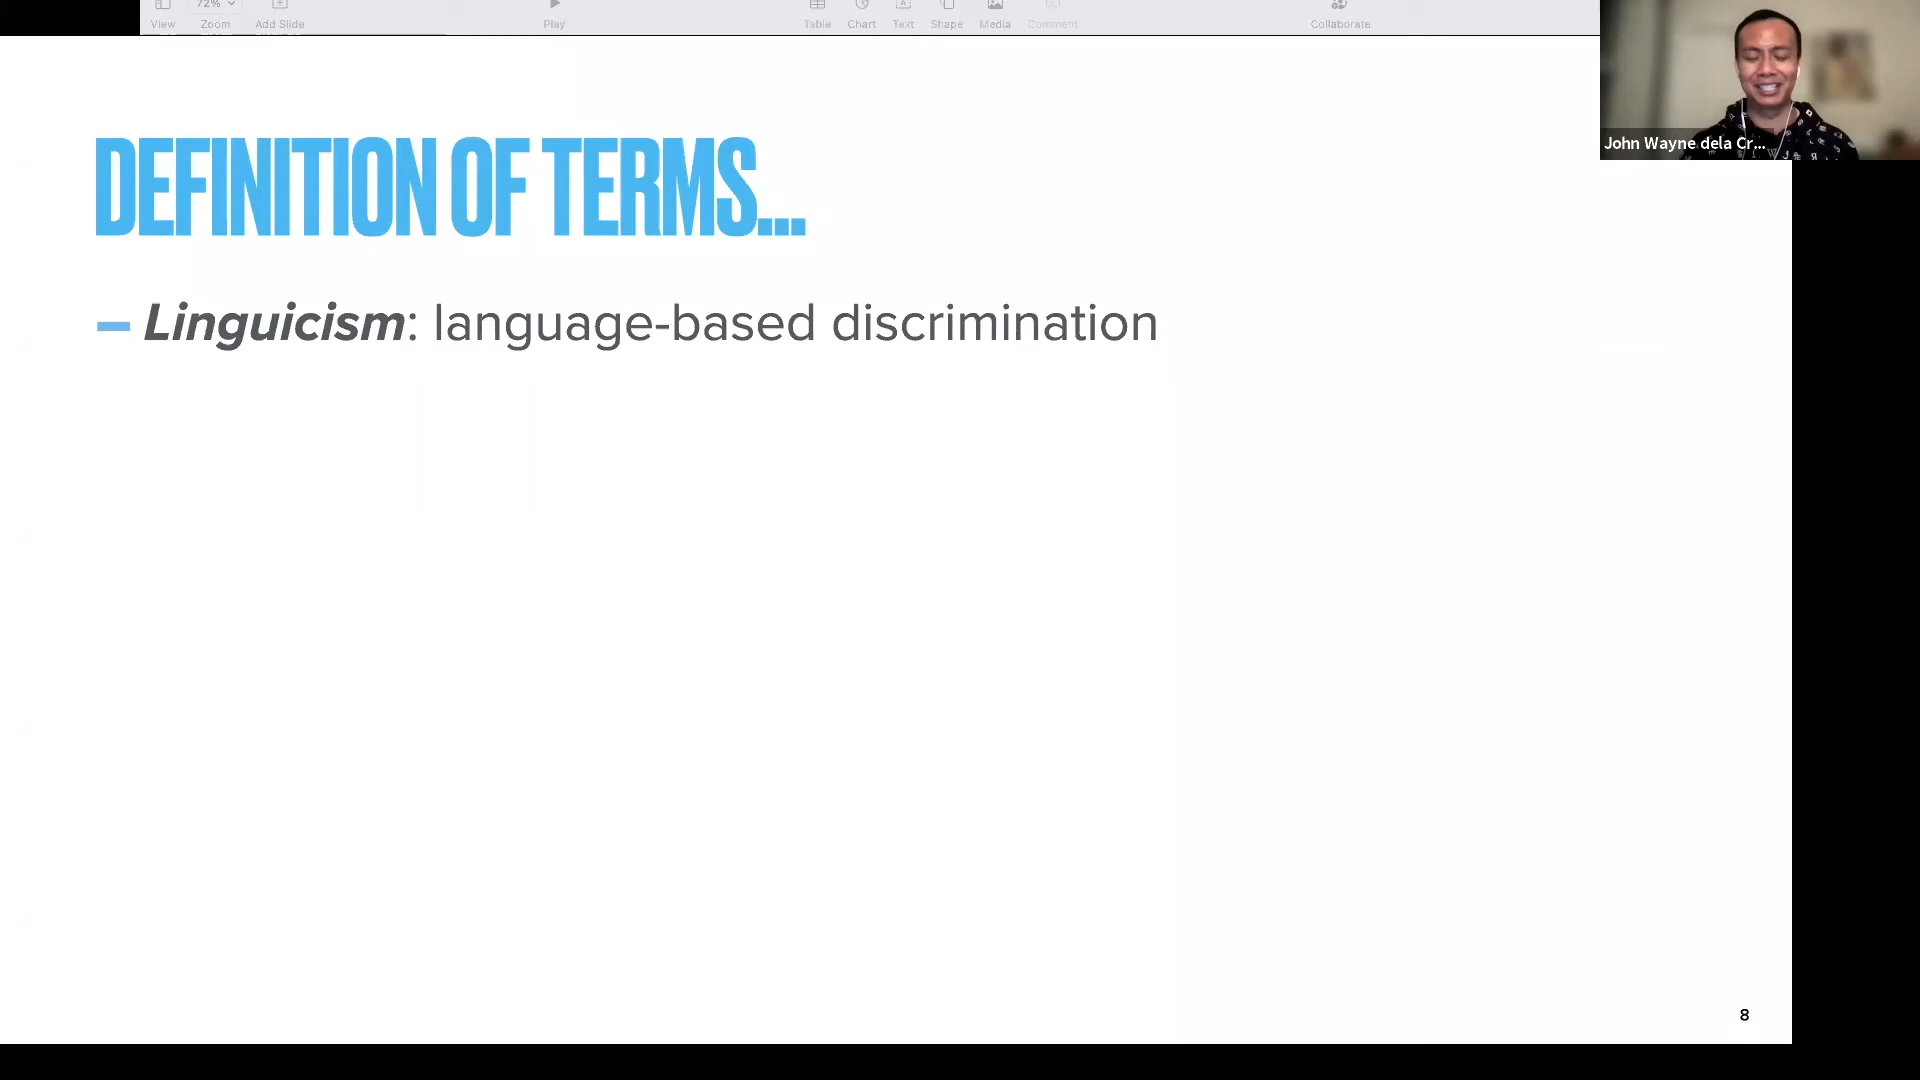 72%
View Zoom Add Slide Play Table Chart Text Shape Media Comment Collaborate
John Wayne dela Cr...
DEFINITION OF TERMS...
– Linguicism: language-based discrimination
8